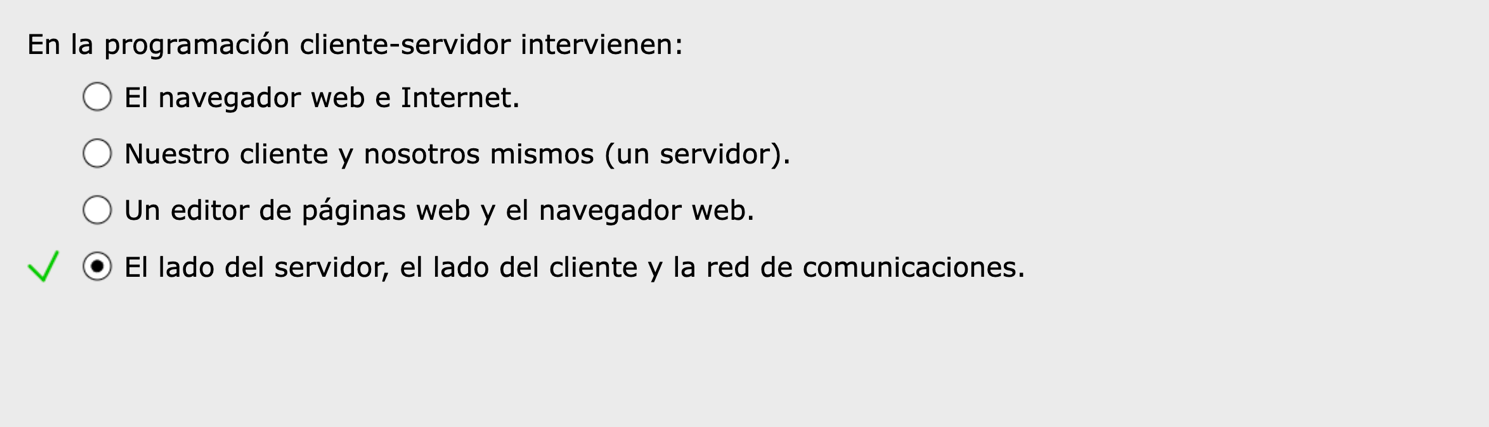 En la programación cliente-servidor intervienen:
El navegador web e Internet.
Nuestro cliente y nosotros mismos (un servidor).
Un editor de páginas web y el navegador web.
El lado del servidor, el lado del cliente y la red de comunicaciones.